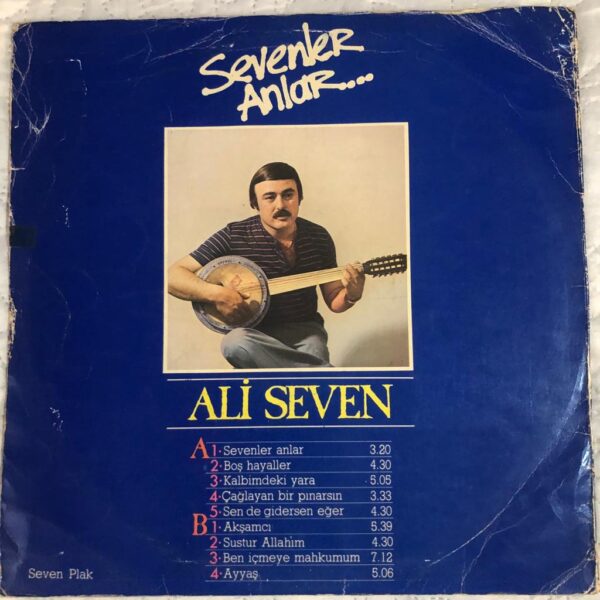 Sevenler
Anlar....
ALİ SEVEN
A 1·Sevenler anlar 3.20
2·Boş hayaller 4.30
3·Kalbimdeki yara 5.05
4·Çağlayan bir pınarsın 3.33
5·Sen de gidersen eğer 4.30
B 1·Akşamcı 5.39
2·Sustur Allahım 4.30
3·Ben içmeye mahkumum 7.12
4·Ayyaş 5.06
Seven Plak